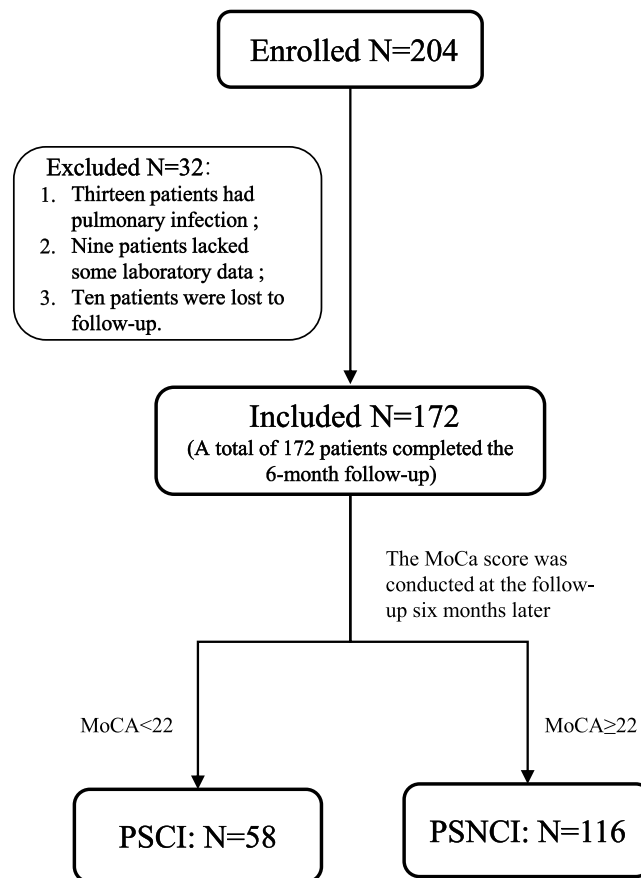 Enrolled N=204
Excluded N=32:
1. Thirteen patients had
pulmonary infection ;
2. Nine patients lacked
some laboratory data ;
3. Ten patients were lost to
follow-up.
Included N=172
(A total of 172 patients completed the
6-month follow-up)
The MoCa score was
conducted at the follow-
up six months later
MoCA<22
MoCA≥22
PSCI: N=58
PSNCI: N=116